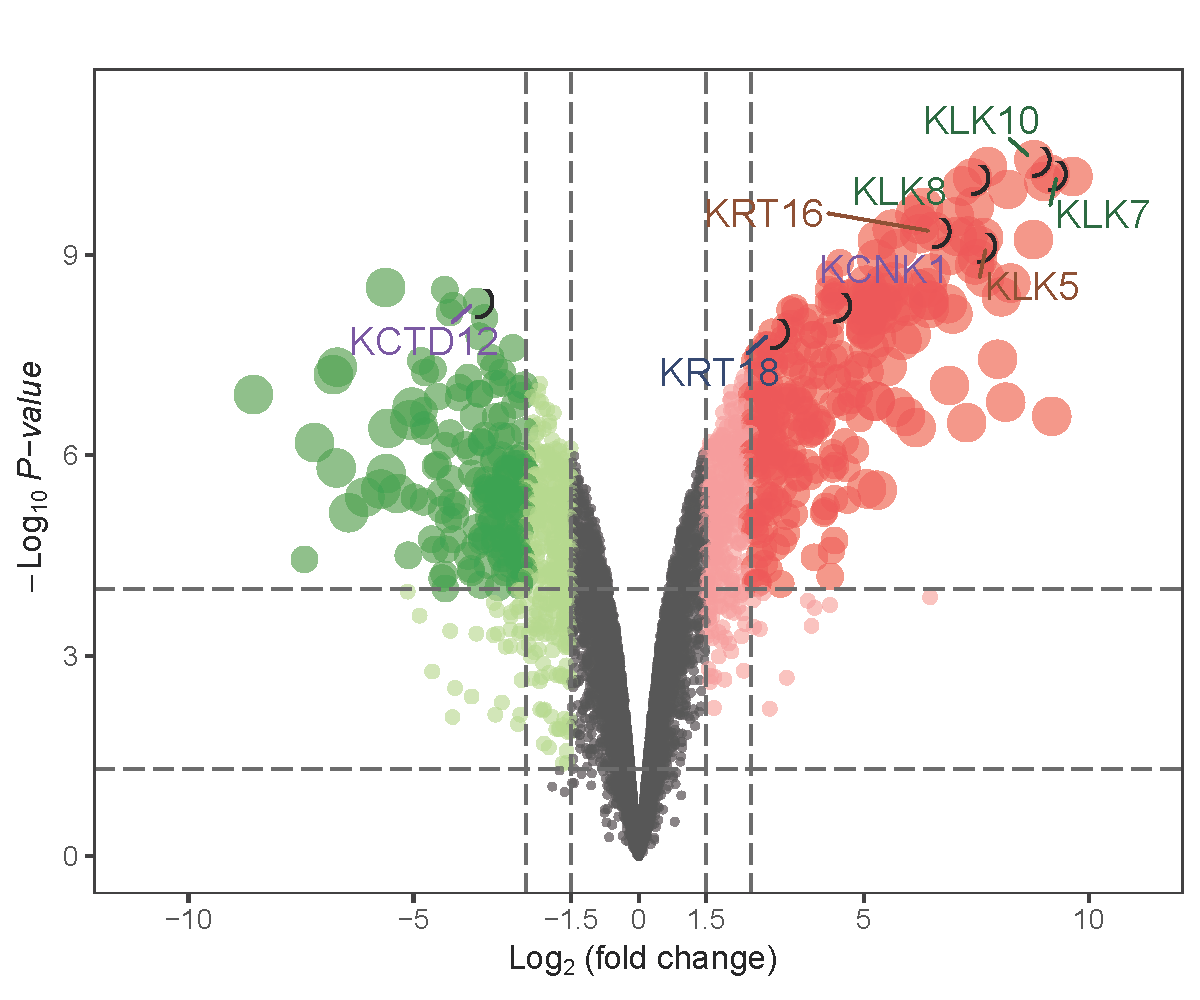 KLK10
KLK8
KRT16
KLK7
KCNK1
KLK5
KCTD12
KRT18
9
6
3
0
−10
−5
−1.5
0
1.5
5
10
Log₂ (fold change)
−Log₁₀ P−value